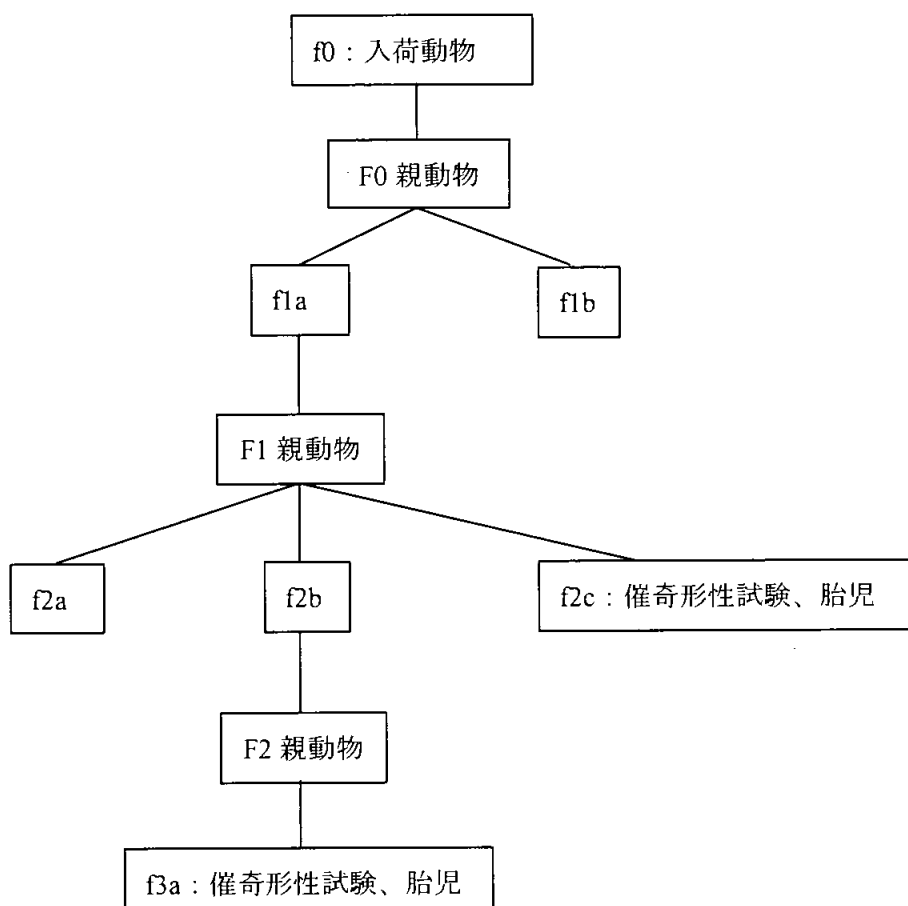 f0：入荷動物
F0 親動物
f1a
f1b
F1 親動物
f2a
f2b
f2c：催奇形性試験、胎児
F2 親動物
f3a：催奇形性試験、胎児